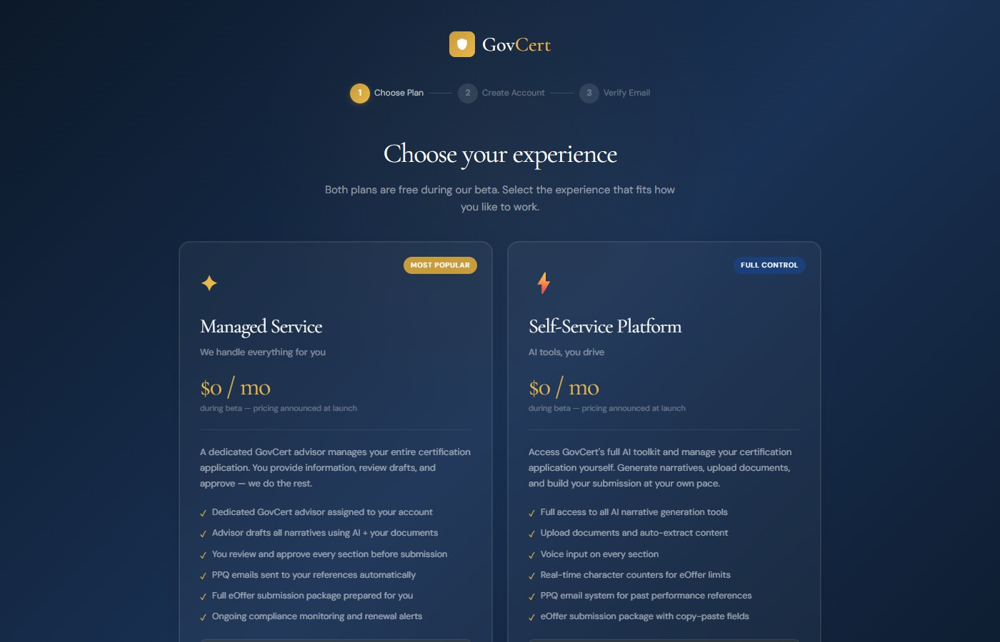 GovCert
1 Choose Plan 2 Create Account 3 Verify Email
Choose your experience
Both plans are free during our beta. Select the experience that fits how
you like to work.
MOST POPULAR
Managed Service
We handle everything for you
$0 / mo
during beta — pricing announced at launch
A dedicated GovCert advisor manages your entire certification
application. You provide information, review drafts, and
approve — we do the rest.
✓ Dedicated GovCert advisor assigned to your account
✓ Advisor drafts all narratives using AI + your documents
✓ You review and approve every section before submission
✓ PPQ emails sent to your references automatically
✓ Full eOffer submission package prepared for you
✓ Ongoing compliance monitoring and renewal alerts
FULL CONTROL
Self-Service Platform
AI tools, you drive
$0 / mo
during beta — pricing announced at launch
Access GovCert's full AI toolkit and manage your certification
application yourself. Generate narratives, upload documents,
and build your submission at your own pace.
✓ Full access to all AI narrative generation tools
✓ Upload documents and auto-extract content
✓ Voice input on every section
✓ Real-time character counters for eOffer limits
✓ PPQ email system for past performance references
✓ eOffer submission package with copy-paste fields